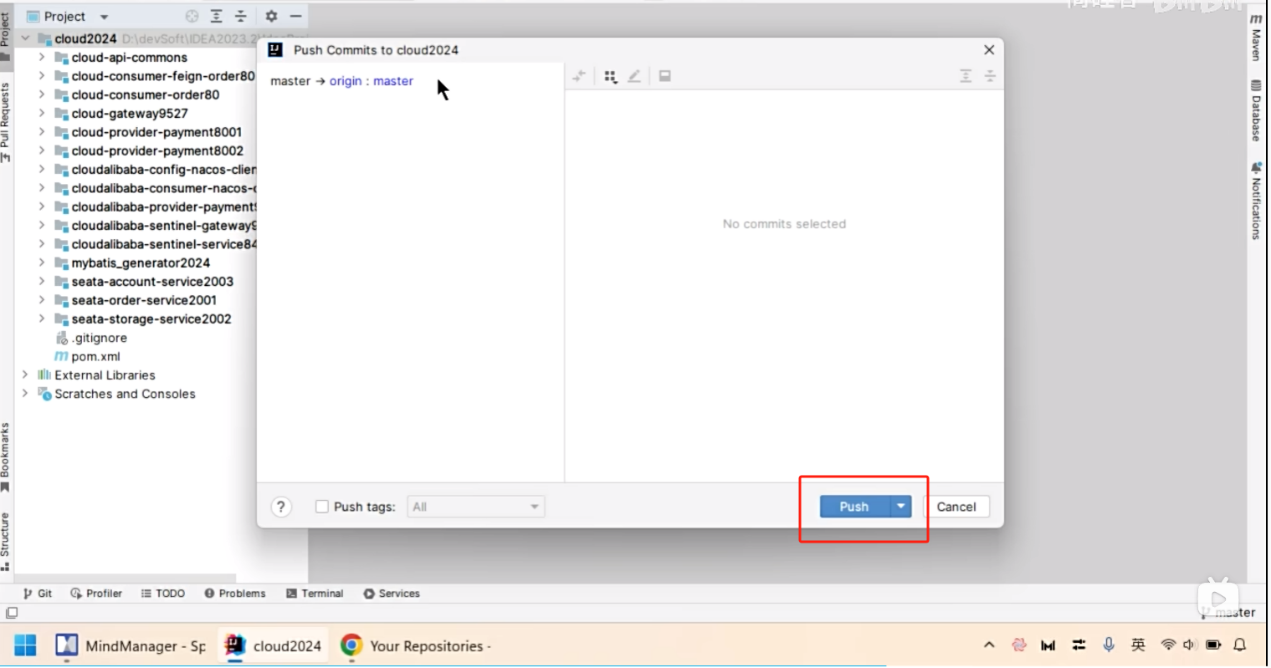 Project
cloud2024 D:\devSoft\IDEA2023.2\
cloud-api-commons
cloud-consumer-feign-order80
cloud-consumer-order80
cloud-gateway9527
cloud-provider-payment8001
cloud-provider-payment8002
cloudalibaba-config-nacos-clien
cloudalibaba-consumer-nacos-
cloudalibaba-provider-payment9
cloudalibaba-sentinel-gateway9
cloudalibaba-sentinel-service84
mybatis_generator2024
seata-account-service2003
seata-order-service2001
seata-storage-service2002
.gitignore
pom.xml
External Libraries
Scratches and Consoles
Project
Pull Requests
Bookmarks
Structure
Push Commits to cloud2024
master → origin : master
No commits selected
? Push tags: All
Push
Cancel
m Maven
Database
Notifications
Git Profiler TODO Problems Terminal Services
master
MindManager - Sp cloud2024 Your Repositories - 英